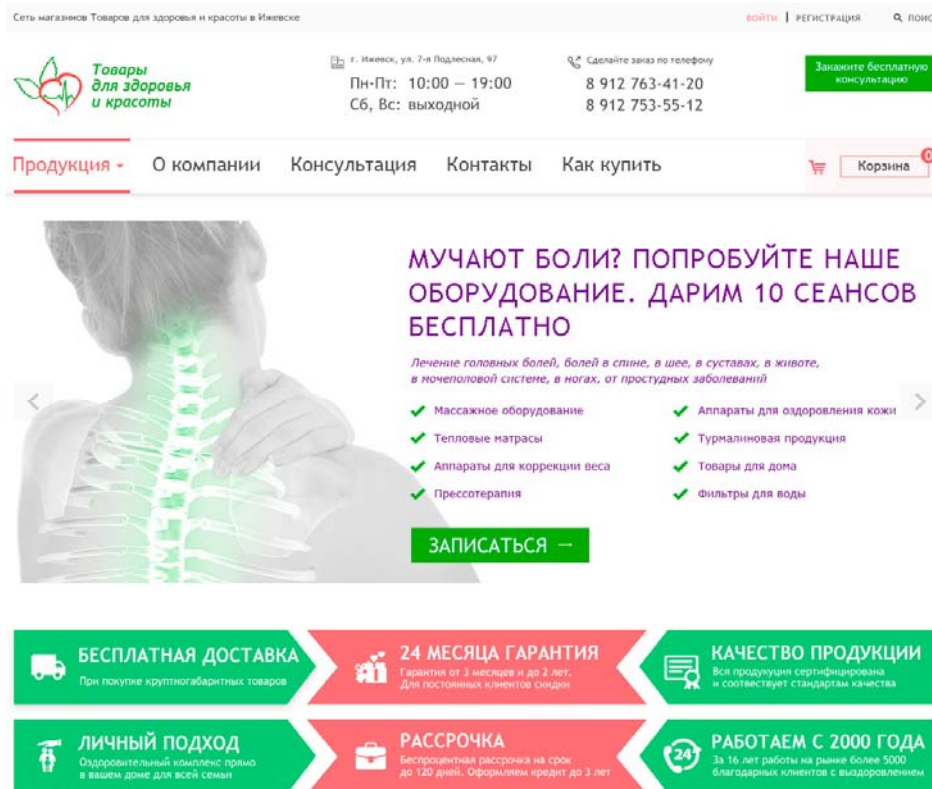 Сеть магазинов Товаров для здоровья и красоты в Ижевске
ВОЙТИ | РЕГИСТРАЦИЯ
Товары
для здоровья
и красоты
г. Ижевск, ул. 7-я Подлесная, 97
Пн-Пт: 10:00 — 19:00
Сб, Вс: выходной
Сделайте заказ по телефону
8 912 763-41-20
8 912 753-55-12
Закажите бесплатную
консультацию
Продукция
О компании
Консультация
Контакты
Как купить
Корзина
0
МУЧАЮТ БОЛИ? ПОПРОБУЙТЕ НАШЕ
ОБОРУДОВАНИЕ. ДАРИМ 10 СЕАНСОВ
БЕСПЛАТНО
Лечение головных болей, болей в спине, в шее, в суставах, в животе,
в мочеполовой системе, в ногах, от простудных заболеваний
Массажное оборудование
Тепловые матрасы
Аппараты для коррекции веса
Прессотерапия
Аппараты для оздоровления кожи
Турмалиновая продукция
Товары для дома
Фильтры для воды
ЗАПИСАТЬСЯ →
БЕСПЛАТНАЯ ДОСТАВКА
При покупке круптногабаритных товаров
24 МЕСЯЦА ГАРАНТИЯ
Гарантия от 3 месяцев и до 2 лет.
Для постоянных клиентов скидки
КАЧЕСТВО ПРОДУКЦИИ
Вся продукция сертифицирована
и соотвествует стандартам качества
ЛИЧНЫЙ ПОДХОД
Оздоровительный комплекс прямо
в вашем доме для всей семьи
РАССРОЧКА
Беспроцентная рассрочка на срок
до 120 дней. Оформляем кредит до 3 лет
24
РАБОТАЕМ С 2000 ГОДА
За 16 лет работы на рынке более 5000
благодарных клиентов с выздоровлением